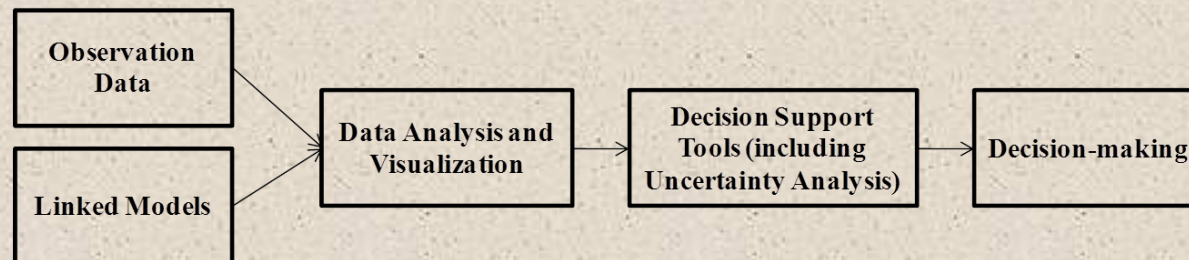 Observation
Data
Linked Models
Data Analysis and
Visualization
Decision Support
Tools (including
Uncertainty Analysis)
Decision-making